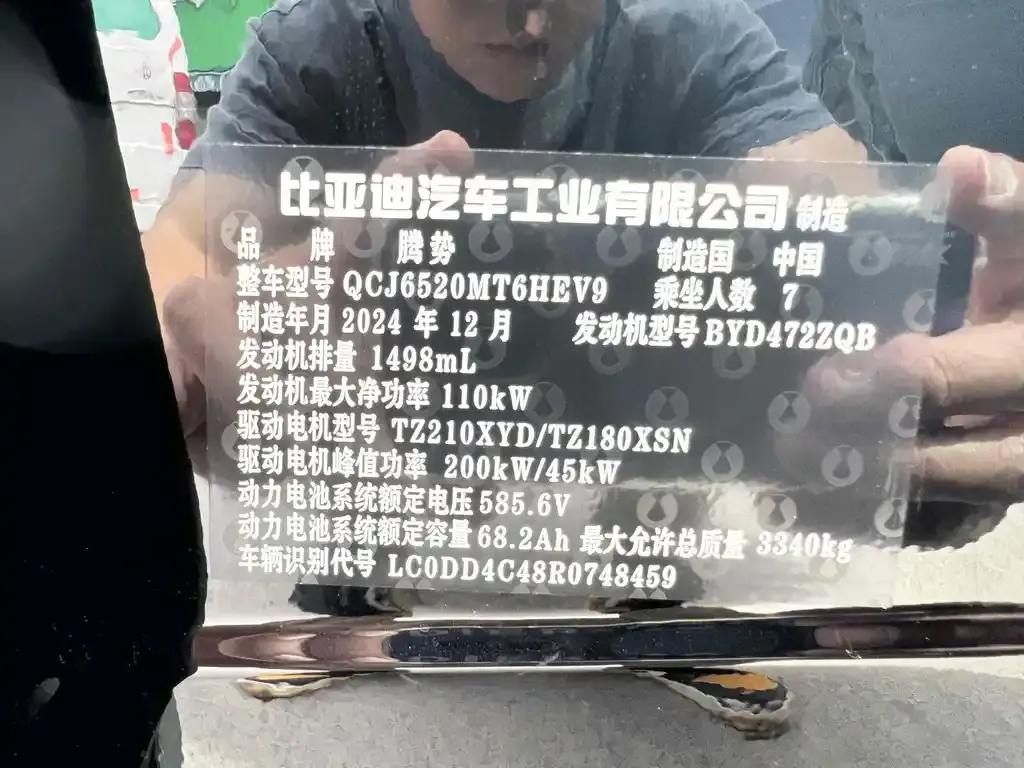 比亚迪汽车工业有限公司 制造
品 牌 腾势 制造国 中国
整车型号 QCJ6520MT6HEV9 乘坐人数 7
制造年月 2024 年 12 月 发动机型号 BYD472ZQB
发动机排量 1498mL
发动机最大净功率 110kW
驱动电机型号 TZ210XYD/TZ180XSN
驱动电机峰值功率 200kW/45kW
动力电池系统额定电压 585.6V
动力电池系统额定容量 68.2Ah 最大允许总质量 3340kg
车辆识别代号 LC0DD4C48R0748459